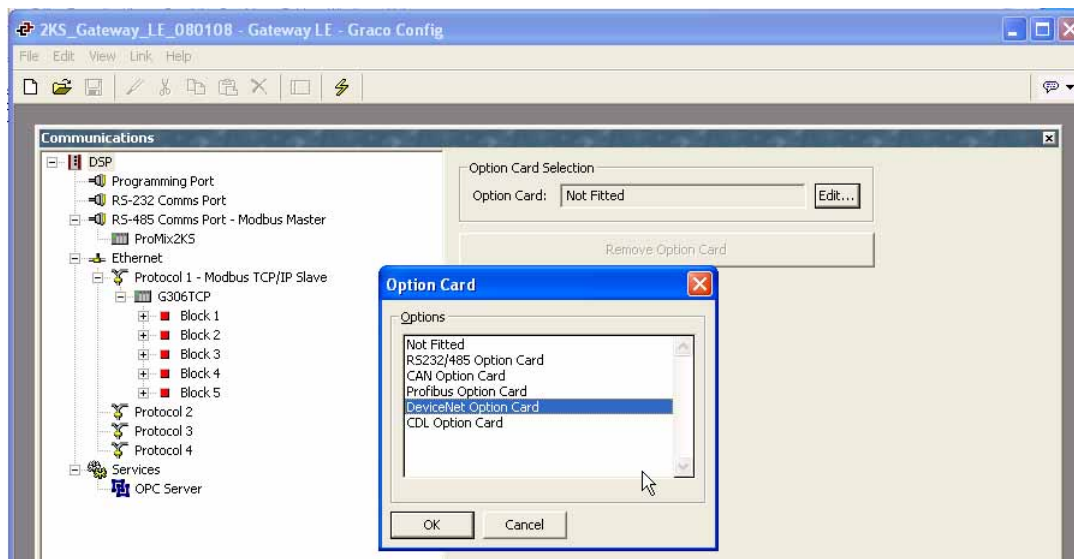 2KS_Gateway_LE_080108 - Gateway LE - Graco Config
File Edit View Link Help
Communications
DSP
Programming Port
RS-232 Comms Port
RS-485 Comms Port - Modbus Master
ProMix2KS
Ethernet
Protocol 1 - Modbus TCP/IP Slave
G306TCP
Block 1
Block 2
Block 3
Block 4
Block 5
Protocol 2
Protocol 3
Protocol 4
Services
OPC Server
Option Card Selection
Option Card: Not Fitted Edit...
Remove Option Card
Option Card
Options
Not Fitted
RS232/485 Option Card
CAN Option Card
Profibus Option Card
DeviceNet Option Card
CDL Option Card
OK Cancel